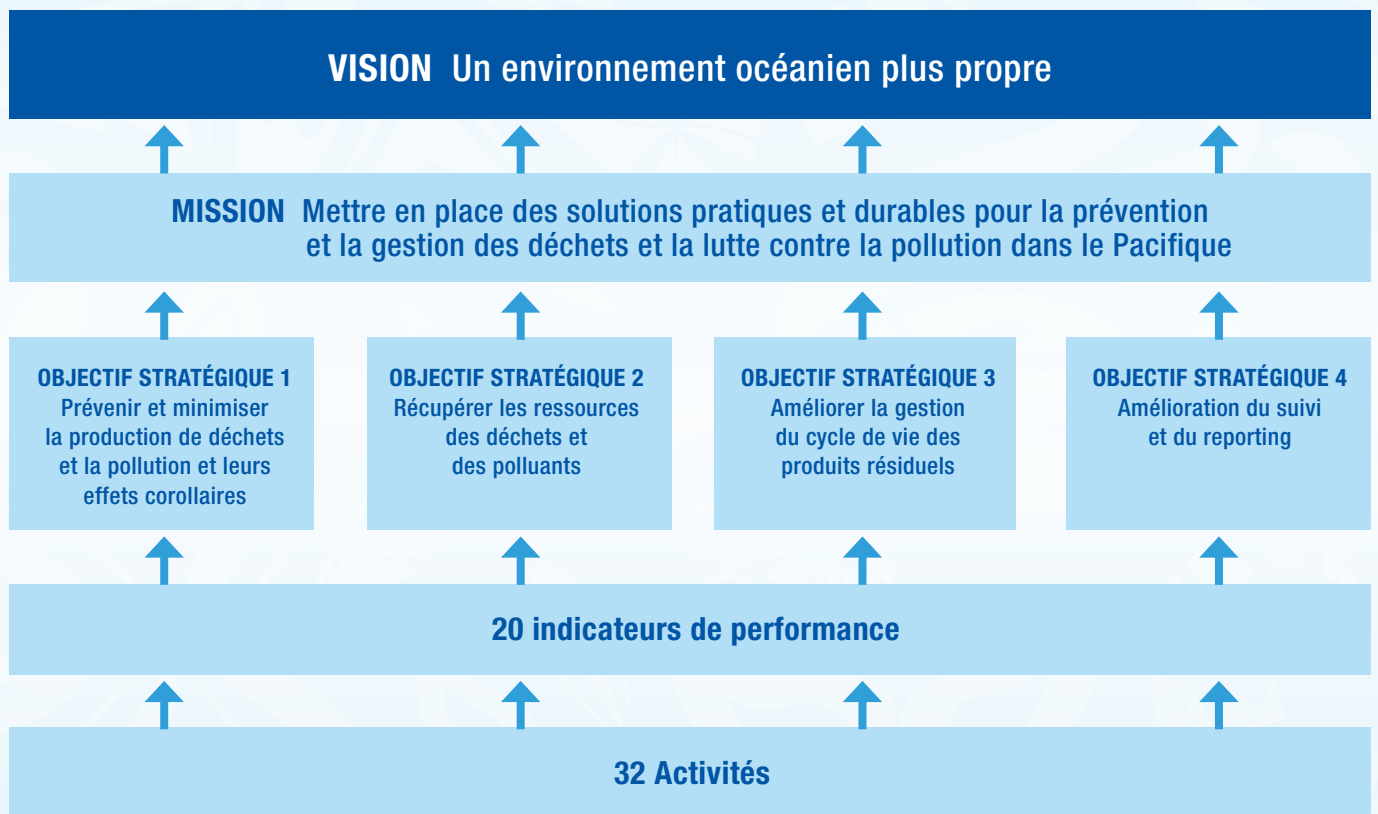 VISION Un environnement océanien plus propre
MISSION Mettre en place des solutions pratiques et durables pour la prévention
et la gestion des déchets et la lutte contre la pollution dans le Pacifique
OBJECTIF STRATÉGIQUE 1
Prévenir et minimiser
la production de déchets
et la pollution et leurs
effets corollaires
OBJECTIF STRATÉGIQUE 2
Récupérer les ressources
des déchets et
des polluants
OBJECTIF STRATÉGIQUE 3
Améliorer la gestion
du cycle de vie des
produits résiduels
OBJECTIF STRATÉGIQUE 4
Amélioration du suivi
et du reporting
20 indicateurs de performance
32 Activités